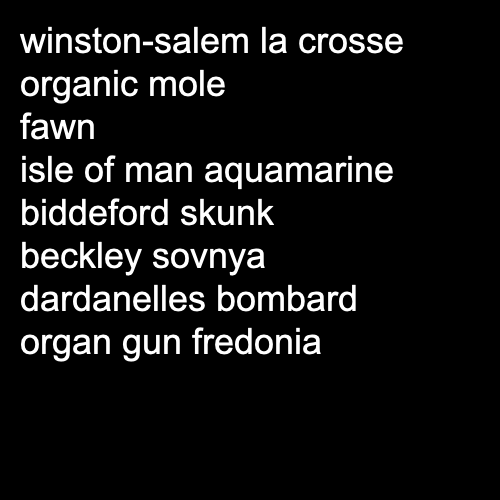 winston-salem la crosse
organic mole
fawn
isle of man aquamarine
biddeford skunk
beckley sovnya
dardanelles bombard
organ gun fredonia